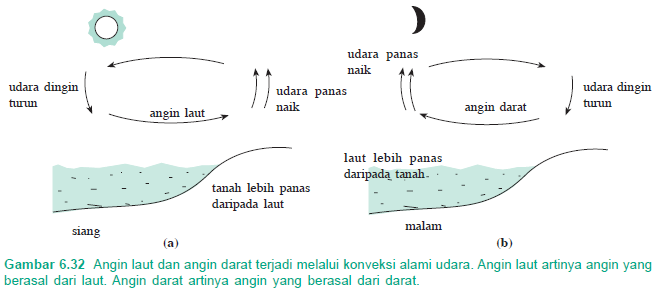 udara dingin
turun
angin laut
udara panas
naik
tanah lebih panas
daripada laut
siang
(a)
udara panas
naik
angin darat
udara dingin
turun
laut lebih panas
daripada tanah
malam
(b)
Gambar 6.32 Angin laut dan angin darat terjadi melalui konveksi alami udara. Angin laut artinya angin yang
berasal dari laut. Angin darat artinya angin yang berasal dari darat.